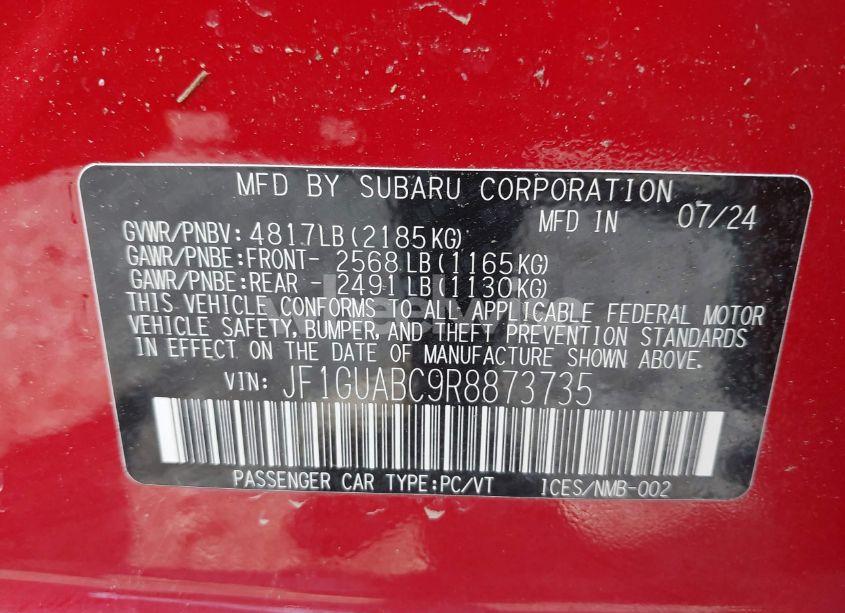 MFD BY SUBARU CORPORATION
MFD IN 07/24
GVWR/PNBV: 4817LB(2185KG)
GAWR/PNBE:FRONT- 2568LB(1165KG)
GAWR/PNBE:REAR - 2491LB(1130KG)
THIS VEHICLE CONFORMS TO ALL APPLICABLE FEDERAL MOTOR
VEHICLE SAFETY, BUMPER, AND THEFT PREVENTION STANDARDS
IN EFFECT ON THE DATE OF MANUFACTURE SHOWN ABOVE.
VIN: JF1GUABC9R8873735
PASSENGER CAR TYPE:PC/VT ICES/NMB-002